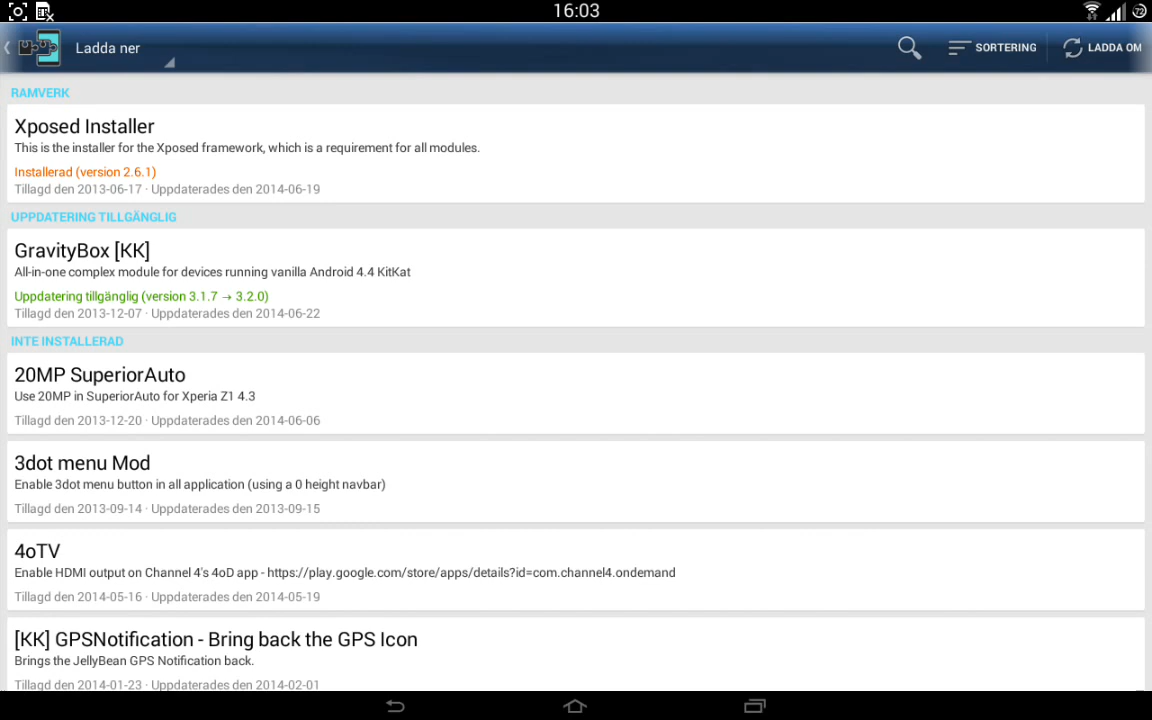 16:03
72
Ladda ner
SORTERING
LADDA OM
RAMVERK
Xposed Installer
This is the installer for the Xposed framework, which is a requirement for all modules.
Installerad (version 2.6.1)
Tillagd den 2013-06-17 · Uppdaterades den 2014-06-19
UPPDATERING TILLGÄNGLIG
GravityBox [KK]
All-in-one complex module for devices running vanilla Android 4.4 KitKat
Uppdatering tillgänglig (version 3.1.7 → 3.2.0)
Tillagd den 2013-12-07 · Uppdaterades den 2014-06-22
INTE INSTALLERAD
20MP SuperiorAuto
Use 20MP in SuperiorAuto for Xperia Z1 4.3
Tillagd den 2013-12-20 · Uppdaterades den 2014-06-06
3dot menu Mod
Enable 3dot menu button in all application (using a 0 height navbar)
Tillagd den 2013-09-14 · Uppdaterades den 2013-09-15
4oTV
Enable HDMI output on Channel 4's 4oD app - https://play.google.com/store/apps/details?id=com.channel4.ondemand
Tillagd den 2014-05-16 · Uppdaterades den 2014-05-19
[KK] GPSNotification - Bring back the GPS Icon
Brings the JellyBean GPS Notification back.
Tillagd den 2014-01-23 · Uppdaterades den 2014-02-01